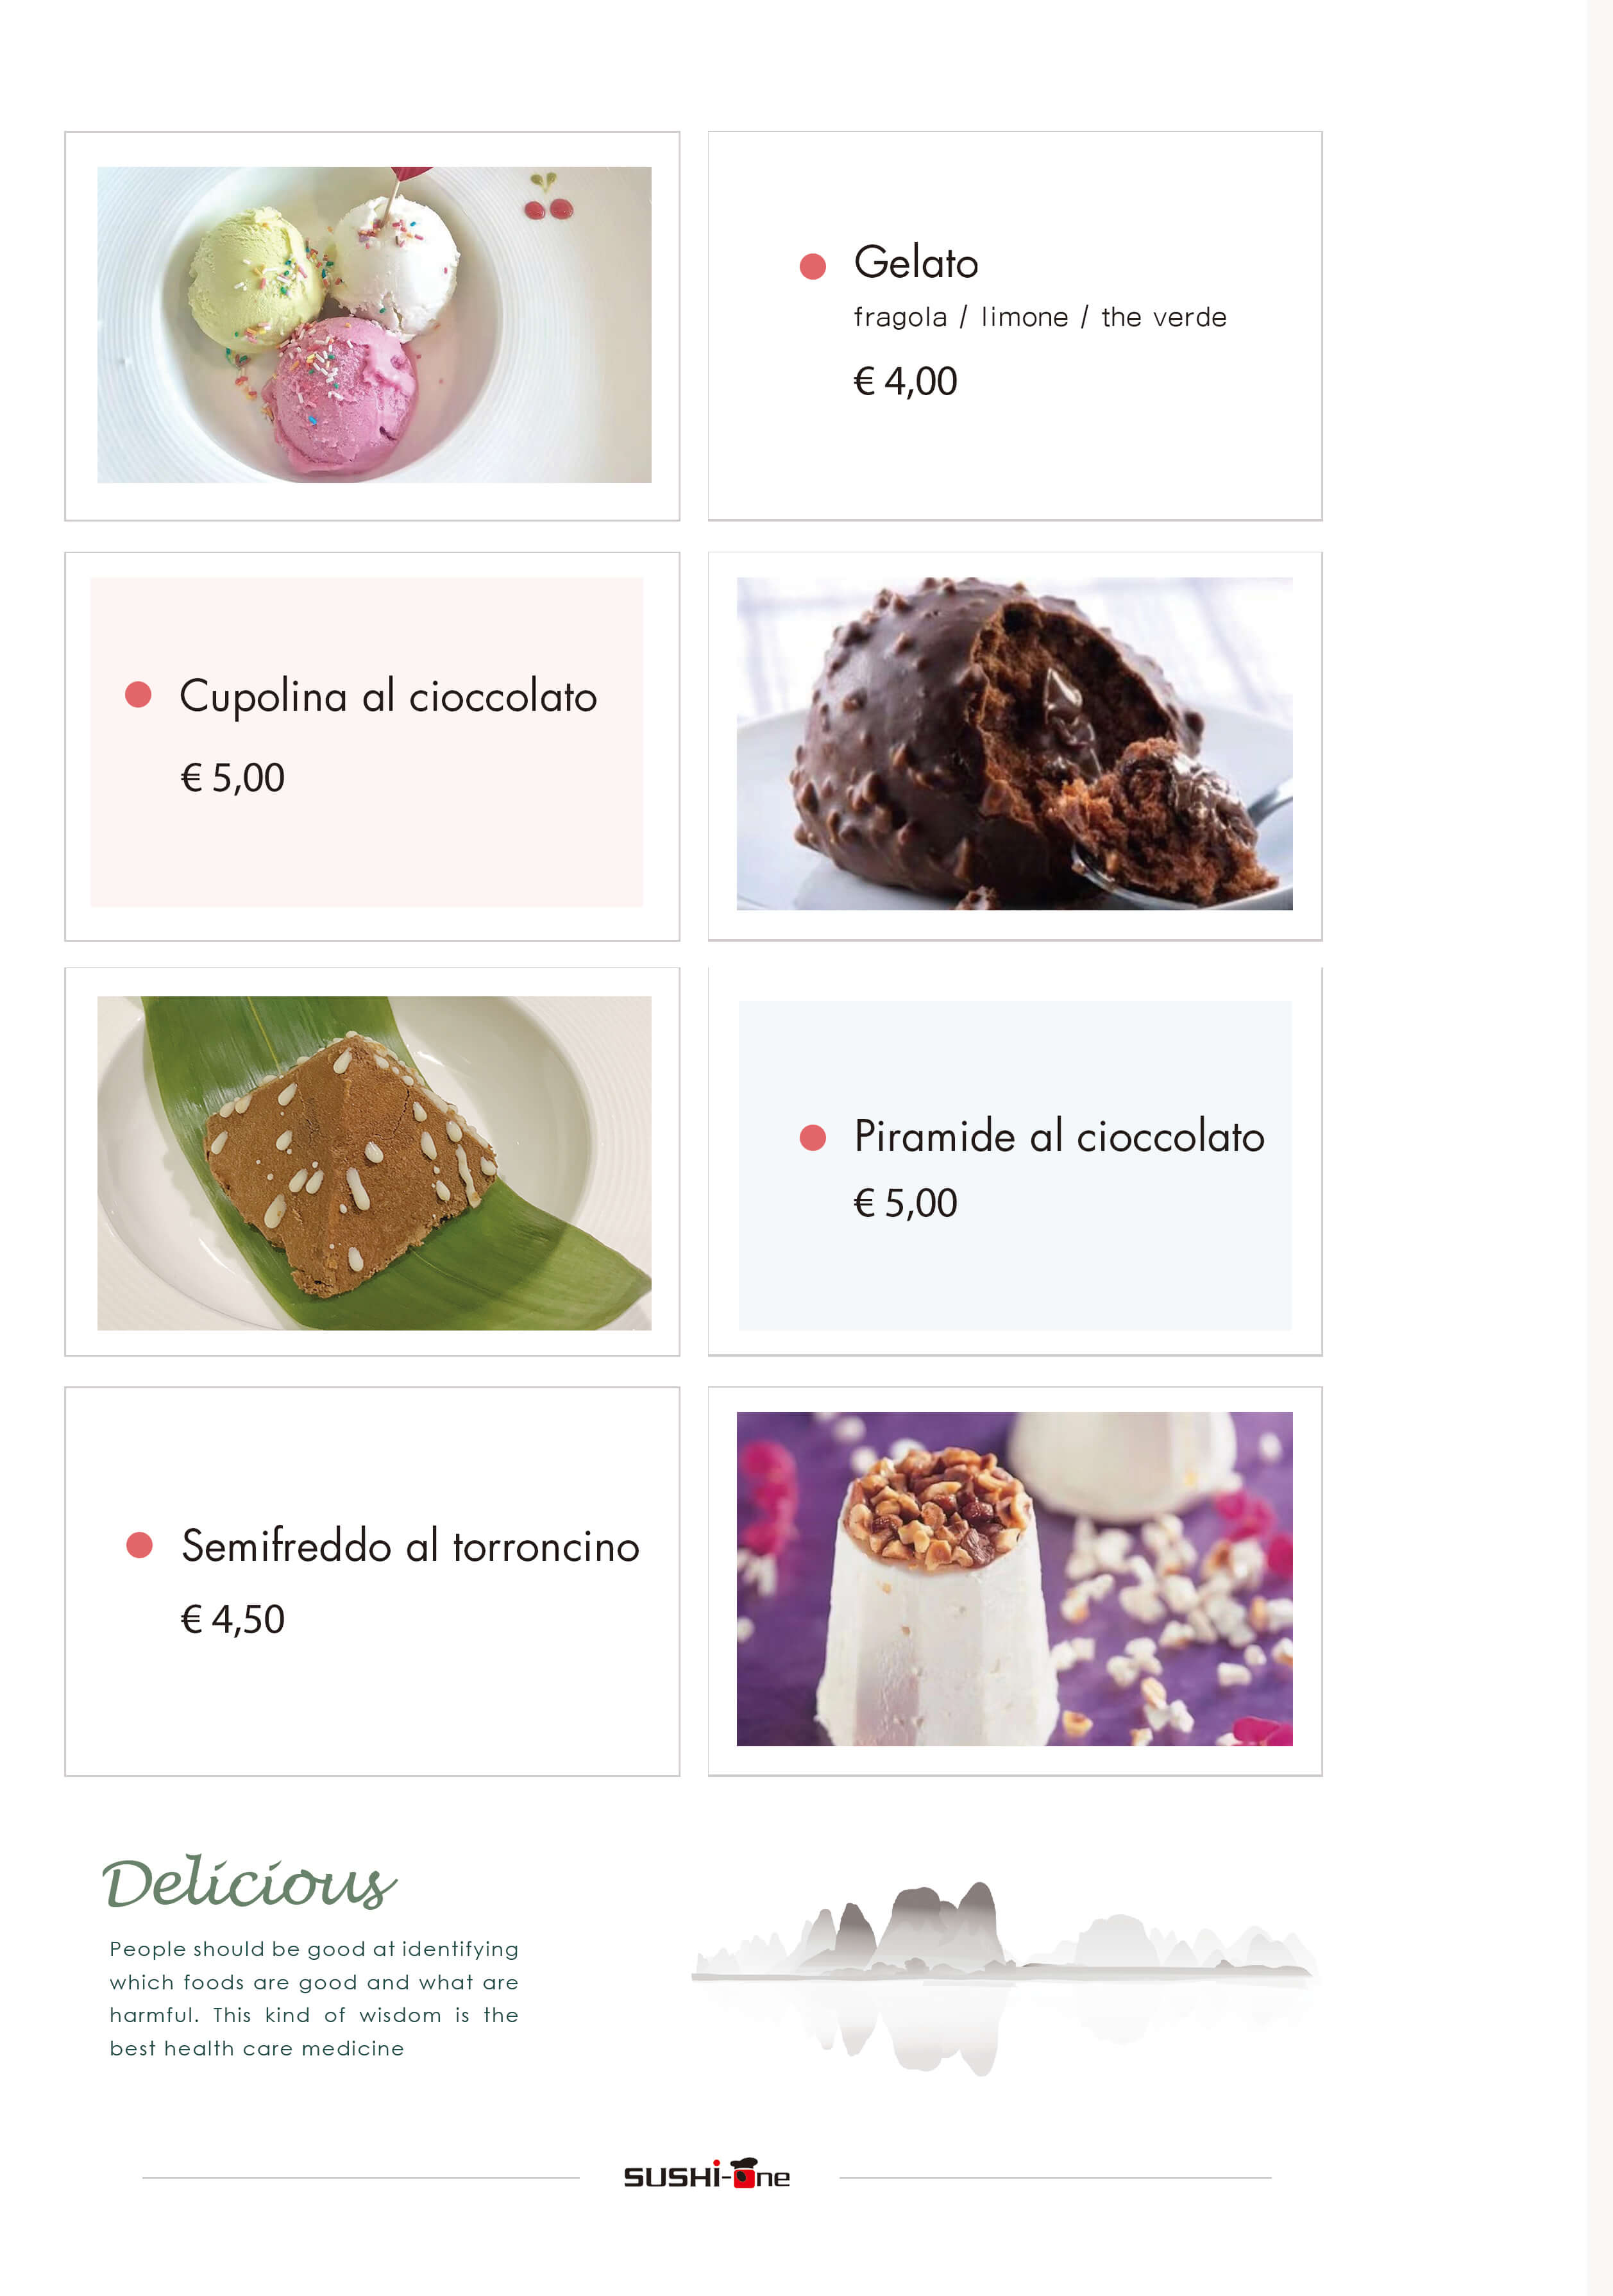 Gelato
fragola / limone / the verde
€ 4,00
Cupolina al cioccolato
€ 5,00
Piramide al cioccolato
€ 5,00
Semifreddo al torroncino
€ 4,50
Delicious
People should be good at identifying
which foods are good and what are
harmful. This kind of wisdom is the
best health care medicine
SUSHi-One